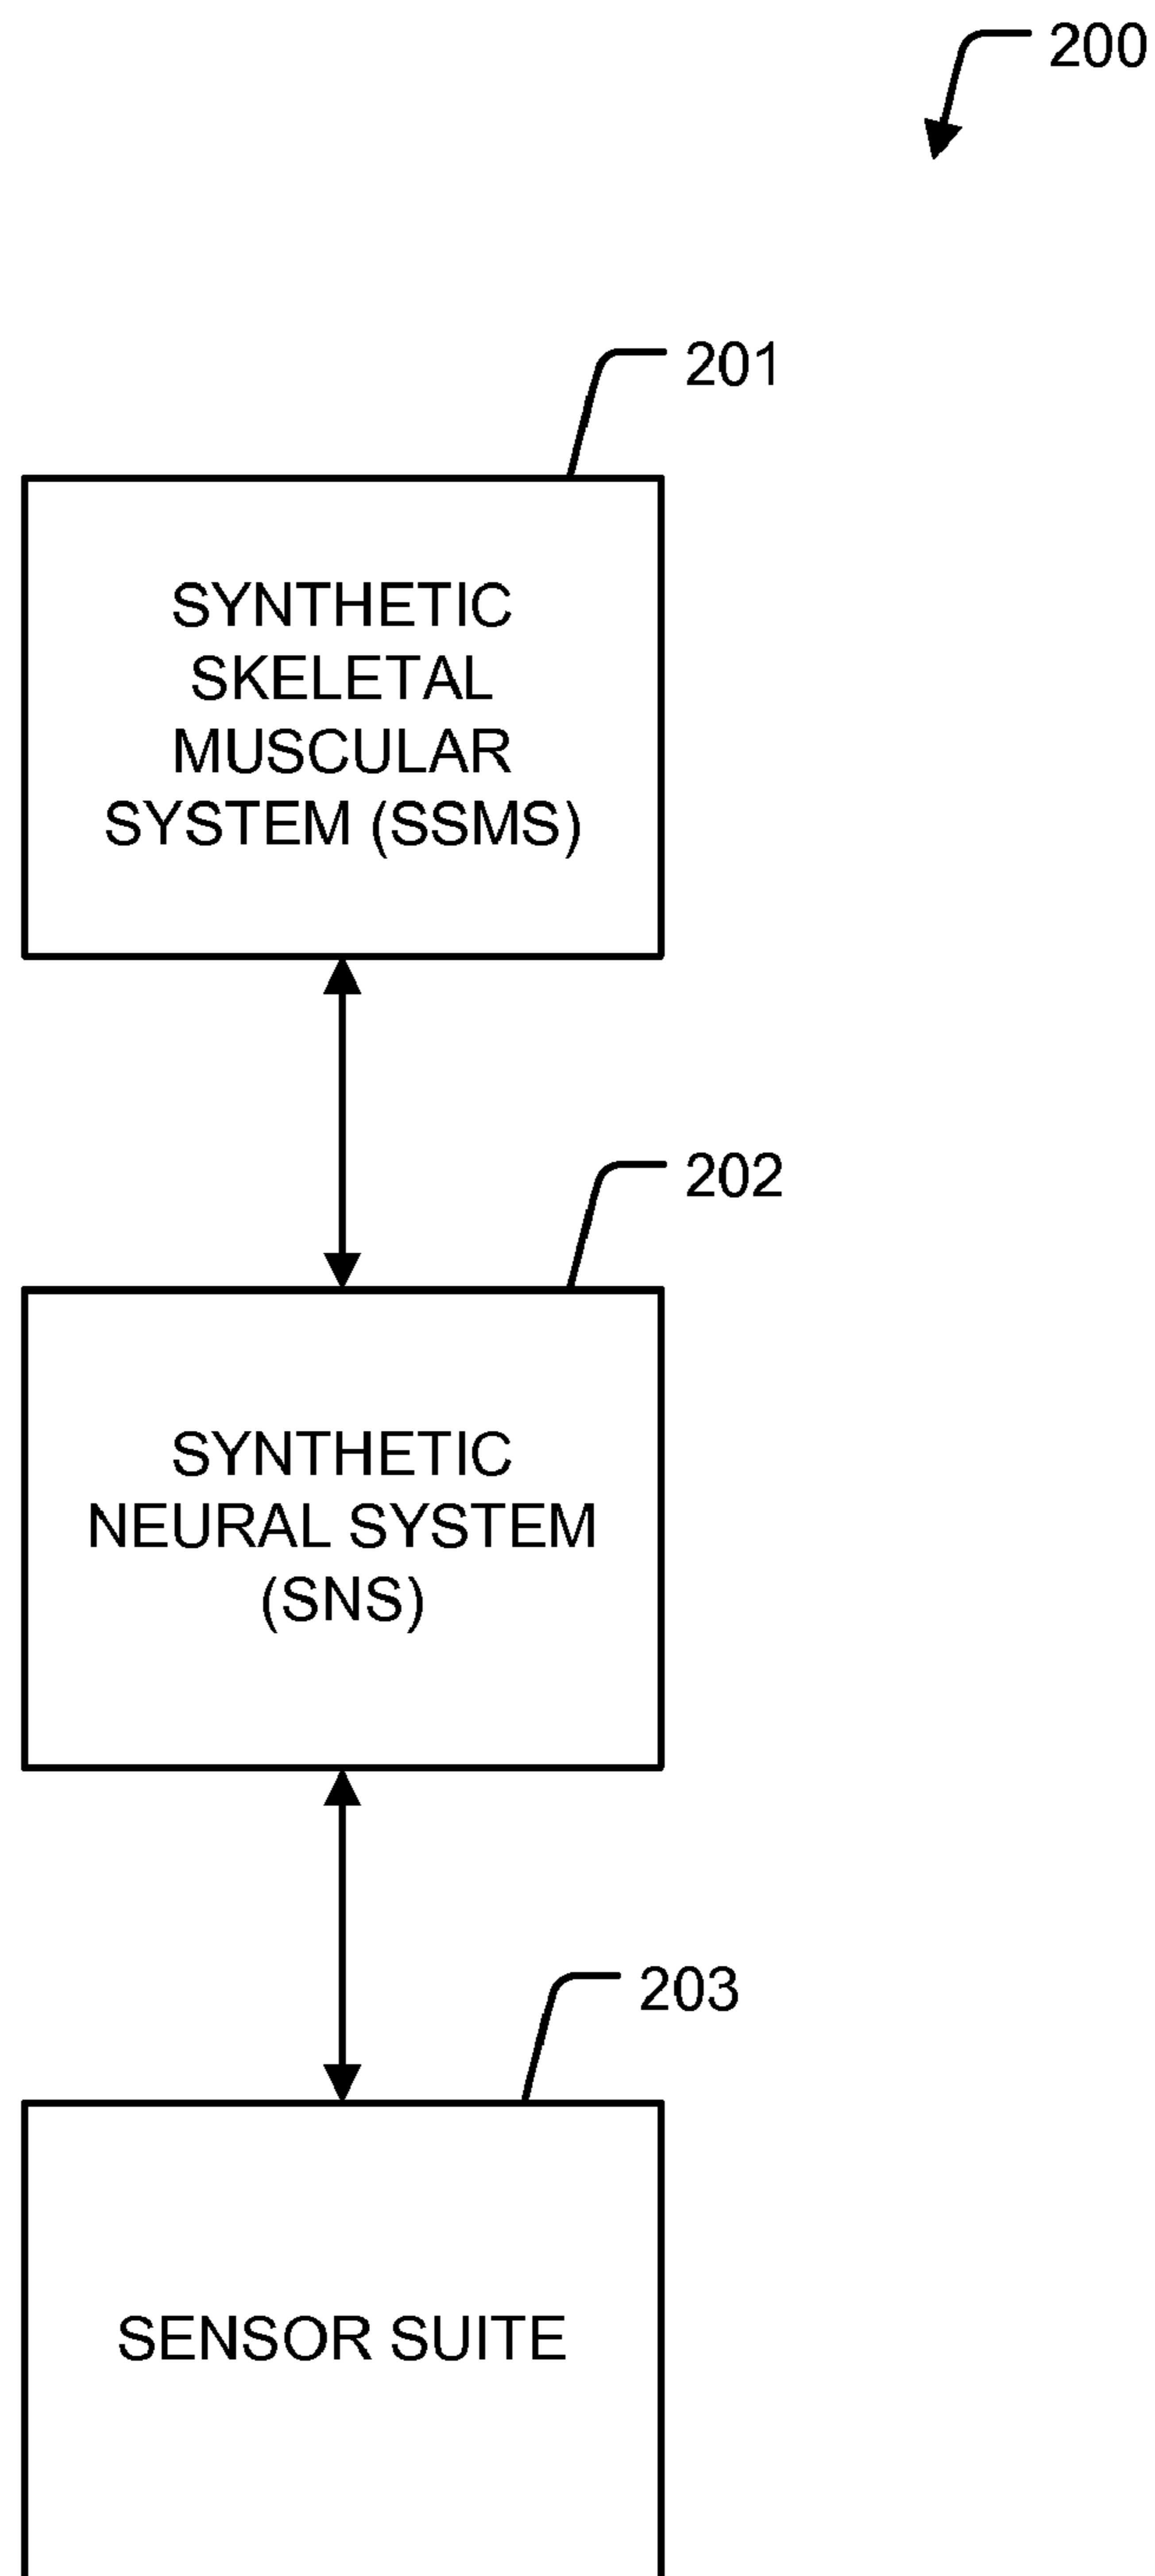 200
201
SYNTHETIC
SKELETAL
MUSCULAR
SYSTEM (SSMS)
202
SYNTHETIC
NEURAL SYSTEM
(SNS)
203
SENSOR SUITE